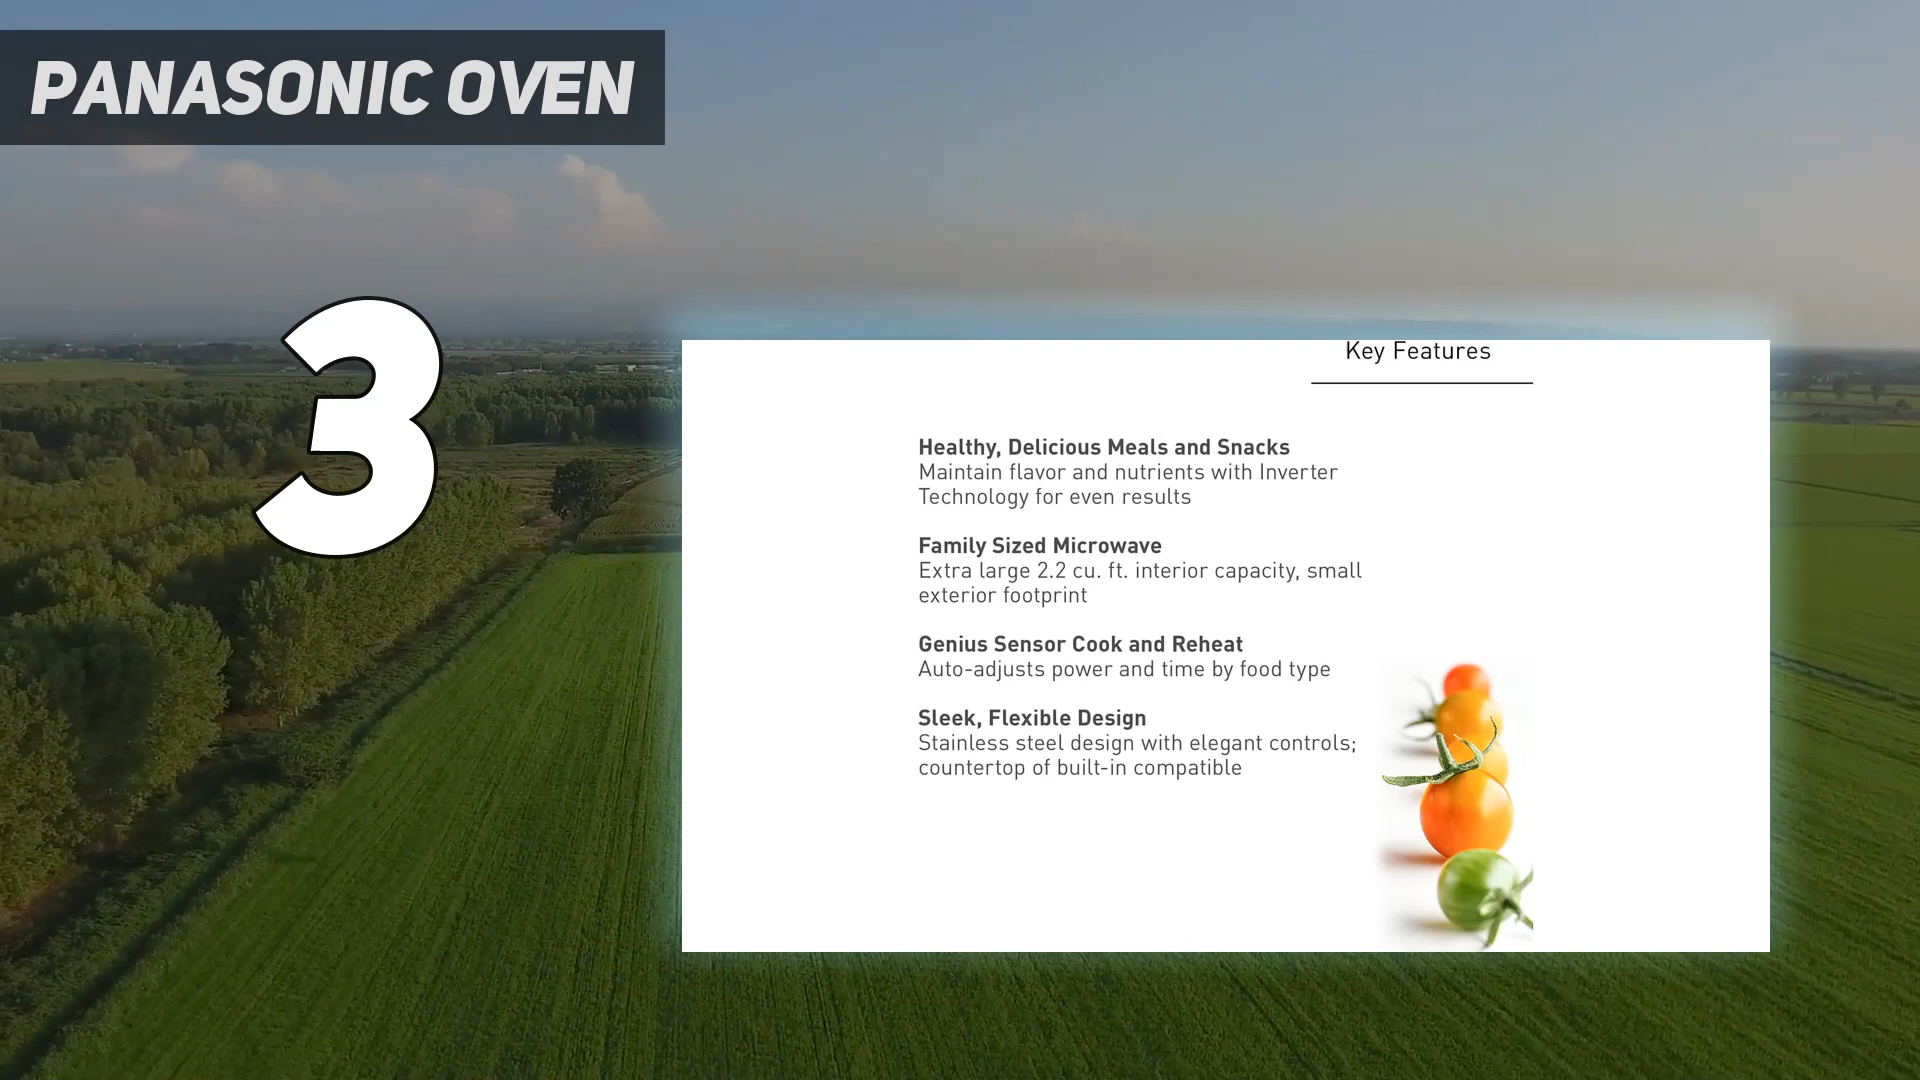 PANASONIC OVEN
3
Key Features
Healthy, Delicious Meals and Snacks
Maintain flavor and nutrients with Inverter
Technology for even results
Family Sized Microwave
Extra large 2.2 cu. ft. interior capacity, small
exterior footprint
Genius Sensor Cook and Reheat
Auto-adjusts power and time by food type
Sleek, Flexible Design
Stainless steel design with elegant controls;
countertop of built-in compatible